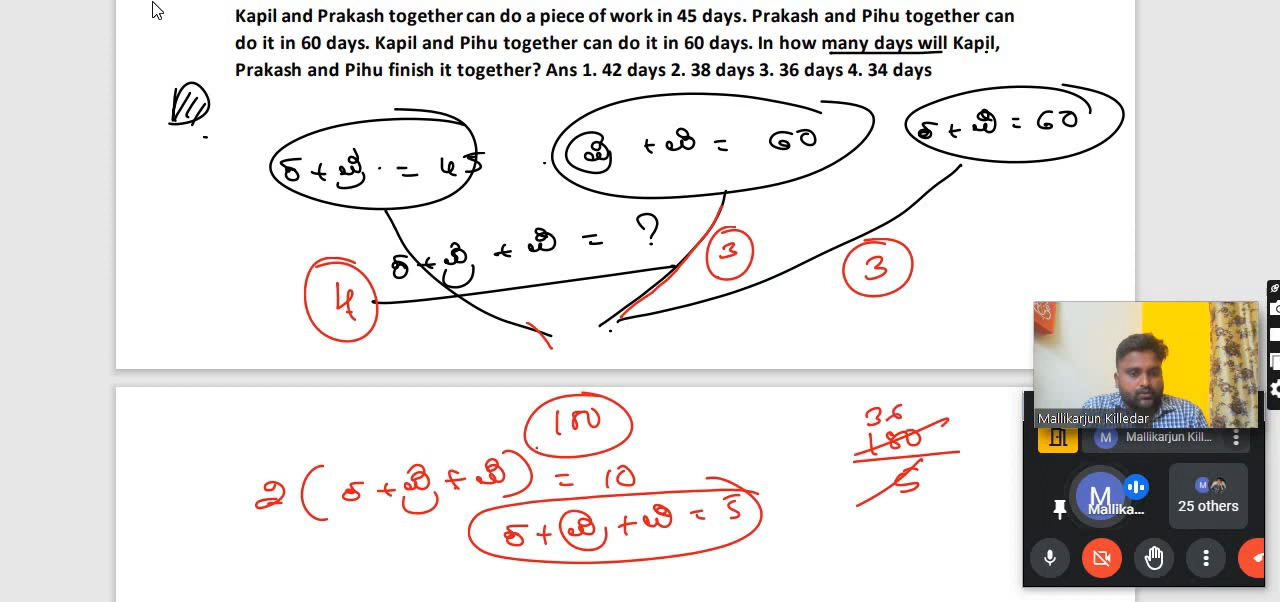 Kapil and Prakash together can do a piece of work in 45 days. Prakash and Pihu together can
do it in 60 days. Kapil and Pihu together can do it in 60 days. In how many days will Kapil,
Prakash and Pihu finish it together? Ans 1. 42 days 2. 38 days 3. 36 days 4. 34 days
= 45
+ = 60
+ = 60
+ + = ?
4
3
3
180
2 ( + + ) = 10
+ + = 5
36
180
5
Mallikarjun Killedar
M Mallikarjun Kill...
M
Mallika...
M
25 others